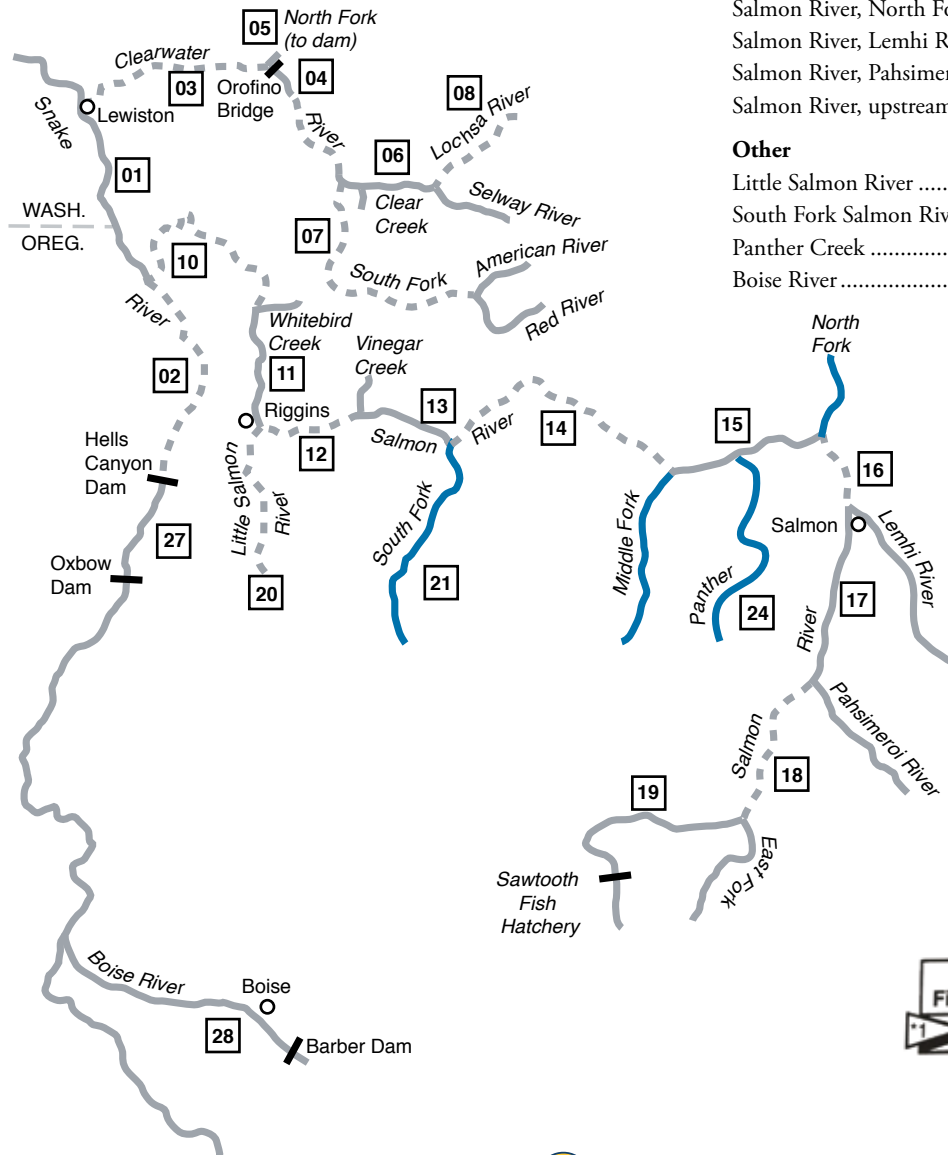 05
North Fork
(to dam)
Clearwater
03
Orofino
Bridge
04
River
08
Lochsa River
Snake
Lewiston
01
06
Clear
Creek
Selway River
WASH.
OREG.
07
10
American River
South Fork
Red River
River
Whitebird
Creek
Vinegar
Creek
02
11
Riggins
13
Salmon
River
14
12
Hells
Canyon
Dam
Little Salmon
River
27
Oxbow
Dam
20
South Fork
21
North
Fork
15
16
Salmon
Lemhi River
Middle Fork
Panther
24
17
River
Pahsimeroi River
Salmon
18
19
East Fork
Sawtooth
Fish
Hatchery
Boise River
Boise
28
Barber Dam
Salmon River, North Fo
Salmon River, Lemhi R
Salmon River, Pahsimer
Salmon River, upstream
Other
Little Salmon River .....
South Fork Salmon Riv
Panther Creek ..............
Boise River ...................
Fi
*1